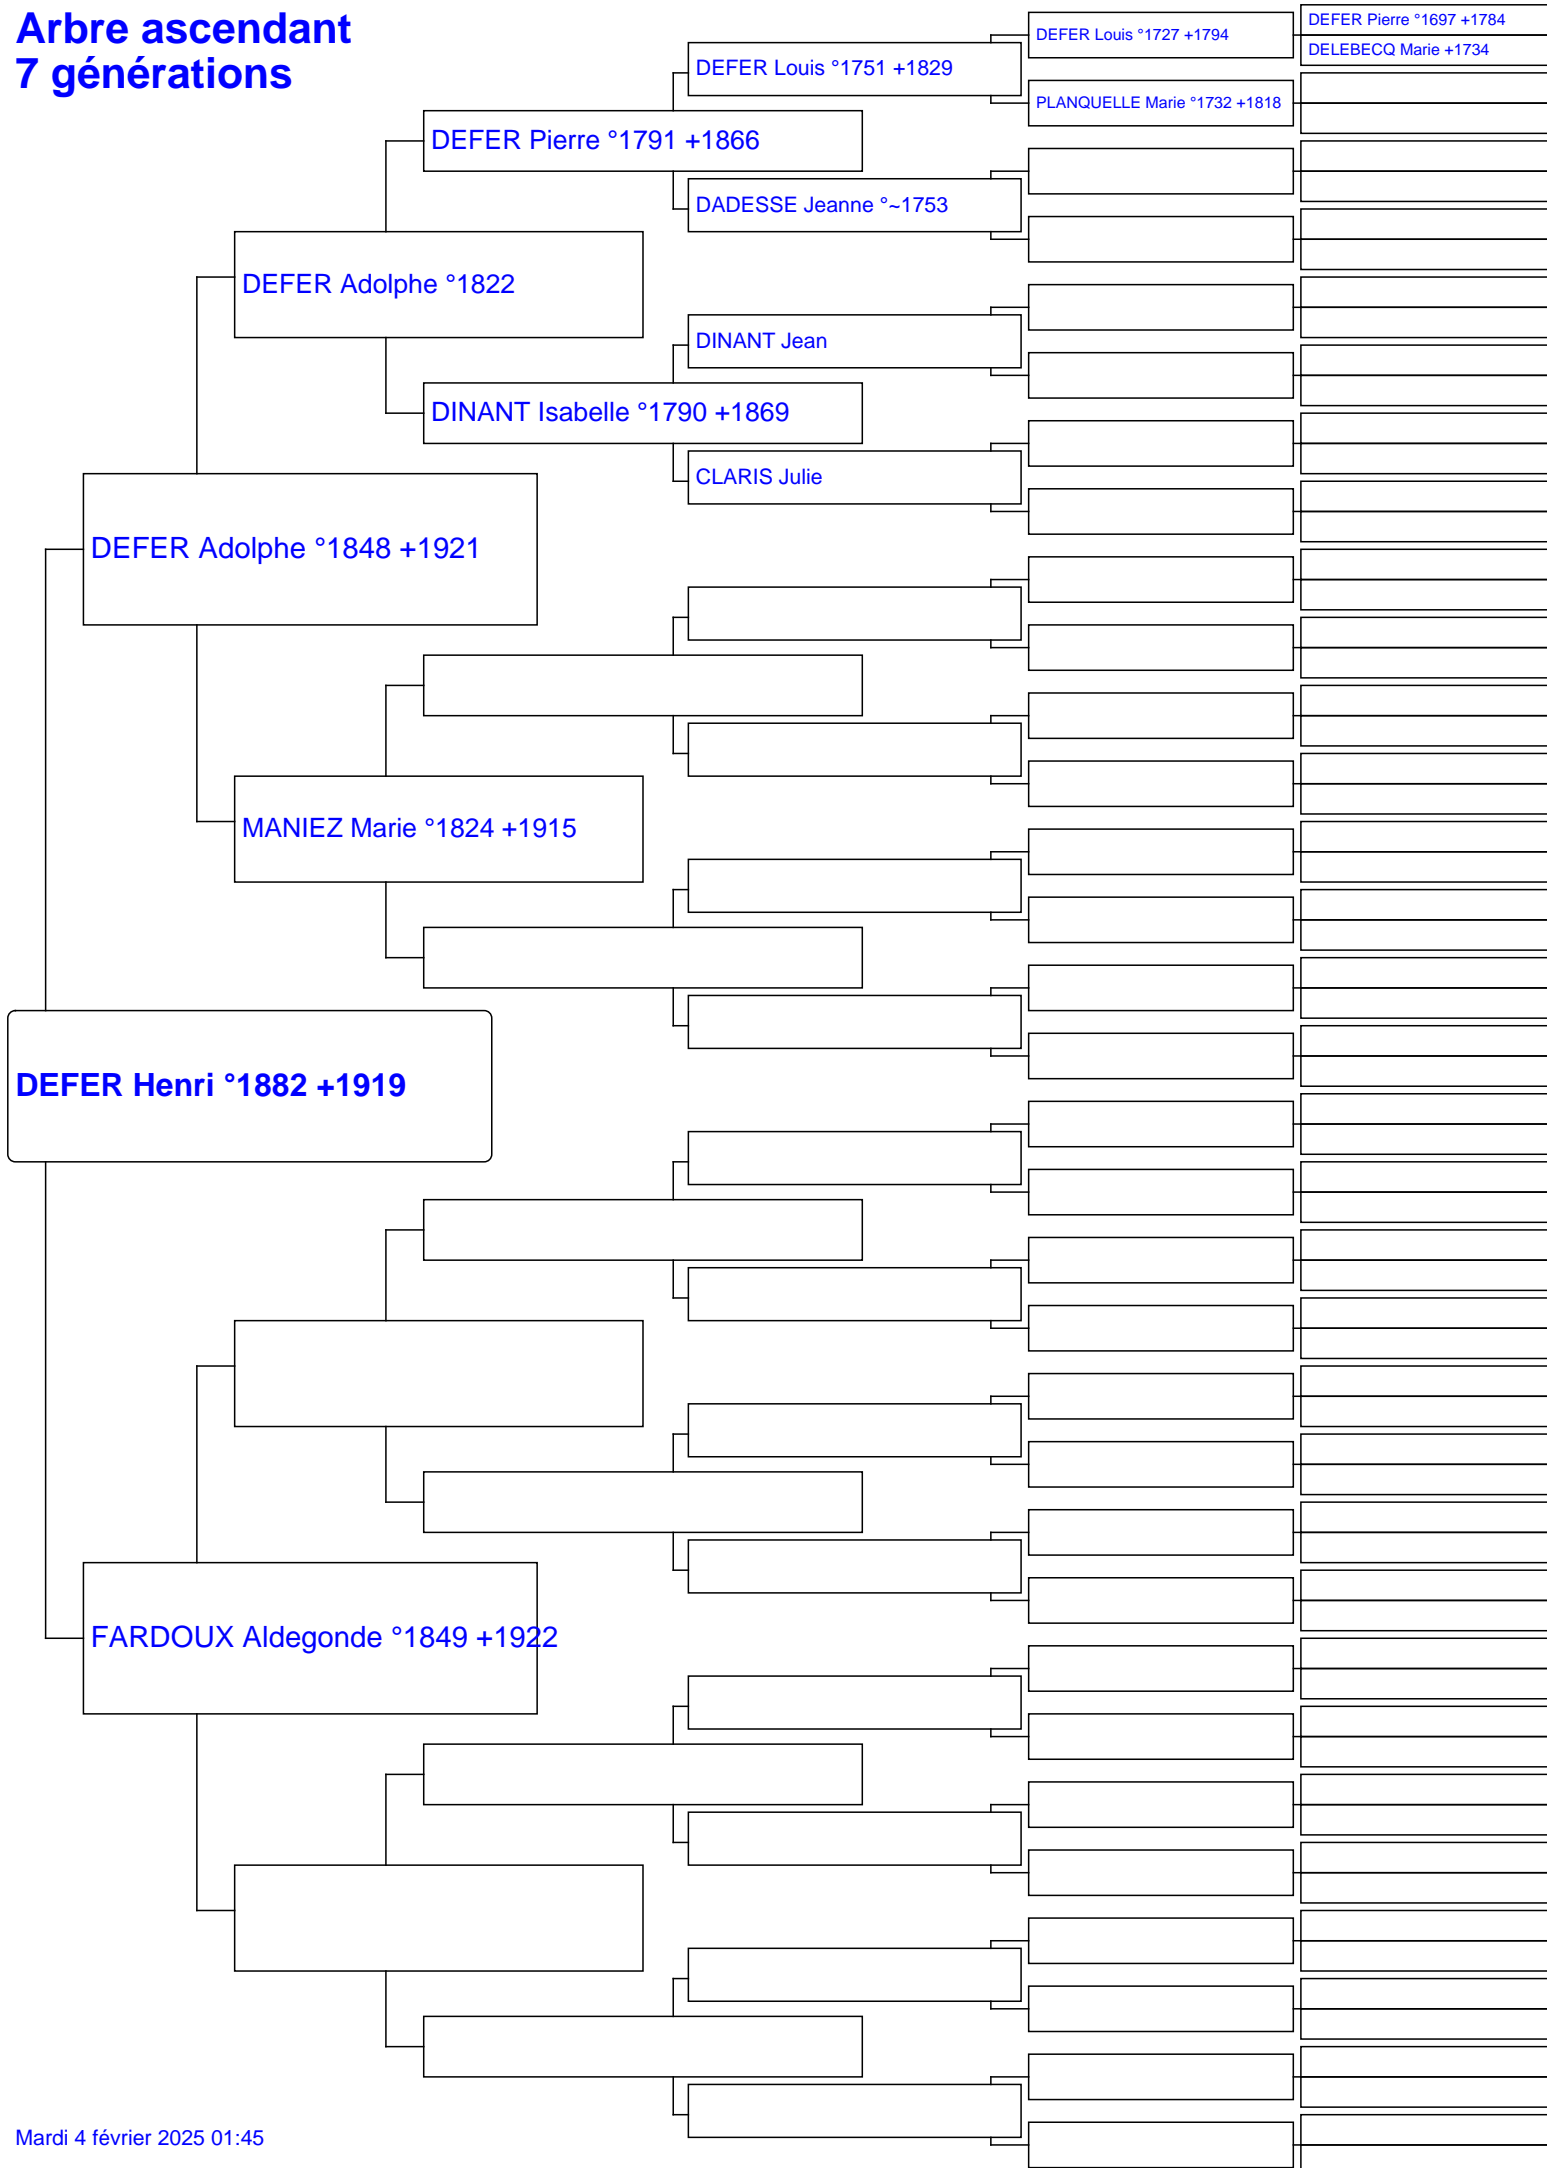 Arbre ascendant
7 générations
DEFER Pierre °1697 +1784
DEFER Louis °1727 +1794
DELEBECQ Marie +1734
DEFER Louis °1751 +1829
PLANQUELLE Marie °1732 +1818
DEFER Pierre °1791 +1866
DADESSE Jeanne °~1753
DEFER Adolphe °1822
DINANT Jean
DINANT Isabelle °1790 +1869
CLARIS Julie
DEFER Adolphe °1848 +1921
MANIEZ Marie °1824 +1915
DEFER Henri °1882 +1919
FARDOUX Aldegonde °1849 +1922
Mardi 4 février 2025 01:45